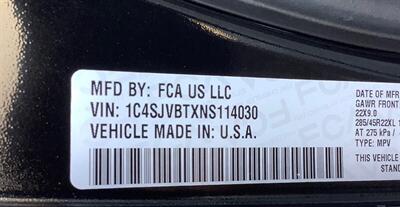 MFD BY: FCA US LLC
VIN: 1C4SJVBTXNS114030
VEHICLE MADE IN: U.S.A.
DATE OF MFR
GAWR FRONT
22X9.0
285/45R22XL 1
AT 275 kPa /
TYPE: MPV
THIS VEHICLE
STAND